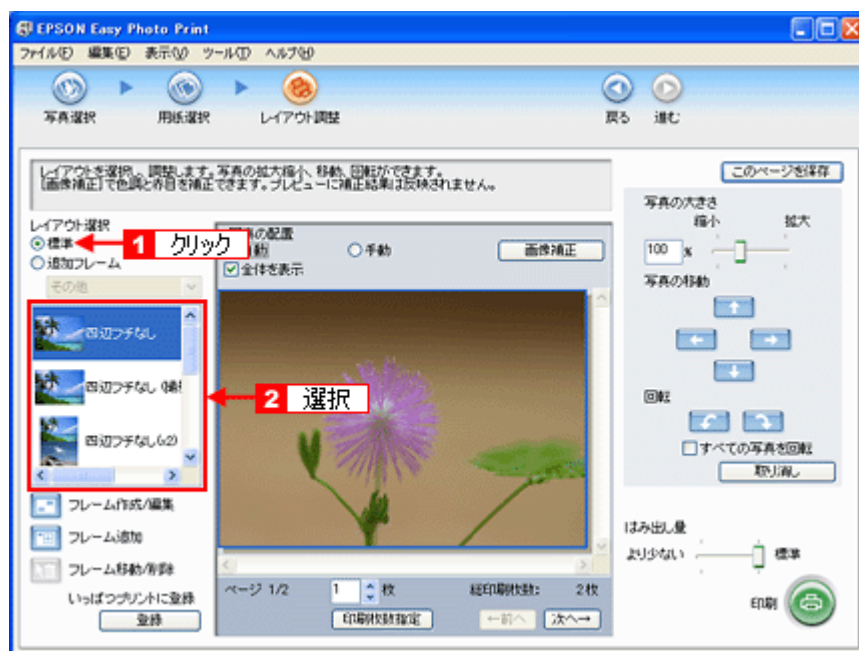 EPSON Easy Photo Print
ファイル(F) 編集(E) 表示(V) ツール(T) ヘルプ(H)
写真選択 用紙選択 レイアウト調整 戻る 進む
レイアウトを選択し、調整します。写真の拡大縮小、移動、回転ができます。
[画像補正]で色調と赤目を補正できます。プレビューに補正結果は反映されません。
このページを保存
レイアウト選択
標準
1 クリック
追加フレーム
その他
の配置
動 手動 画像補正
全体を表示
四辺フチなし
四辺フチなし
四辺フチなし(x2)
2 選択
フレーム作成/編集
フレーム追加
フレーム移動/削除
いっぱつプリントに登録
登録
ページ 1/2 1 枚 総印刷枚数: 2枚
印刷枚数指定 ←前へ 次へ→
写真の大きさ
縮小 拡大
100 %
写真の移動
回転
すべての写真を回転
取り消し
はみ出し量
より少ない 標準
印刷